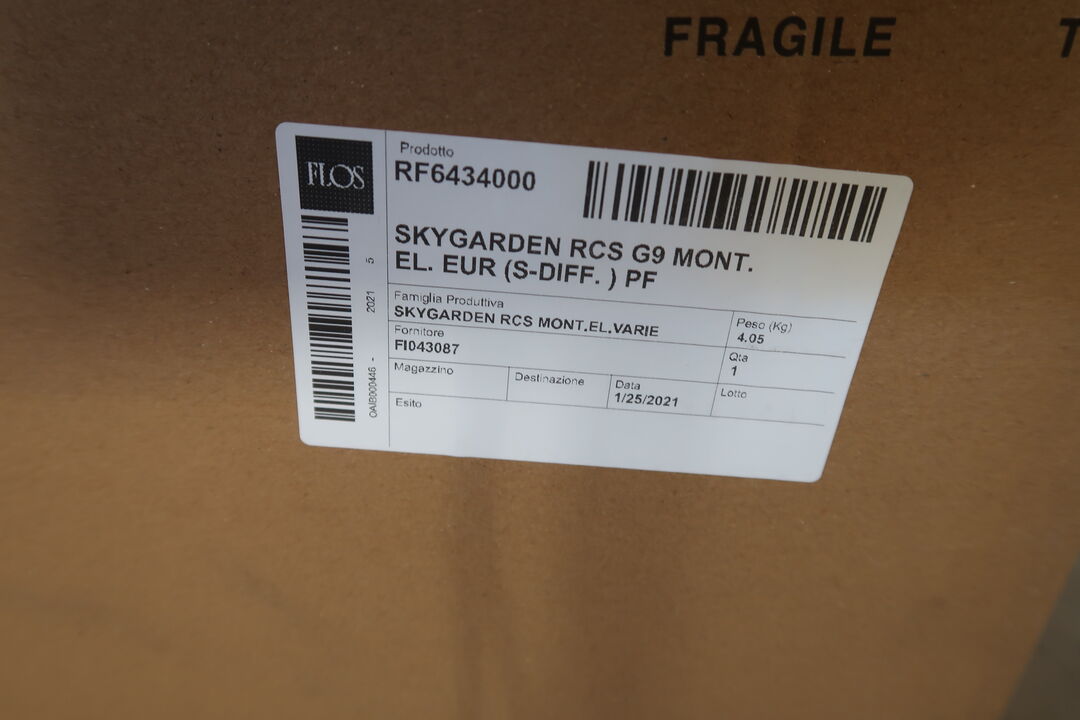 FRAGILE
T
FLOS
Prodotto
RF6434000
SKYGARDEN RCS G9 MONT.
EL. EUR (S-DIFF. ) PF
Famiglia Produttiva
SKYGARDEN RCS MONT.EL.VARIE
Peso (Kg)
4.05
Fornitore
FI043087
Qta
1
Magazzino
Destinazione
Data
1/25/2021
Lotto
Esito
2021 5